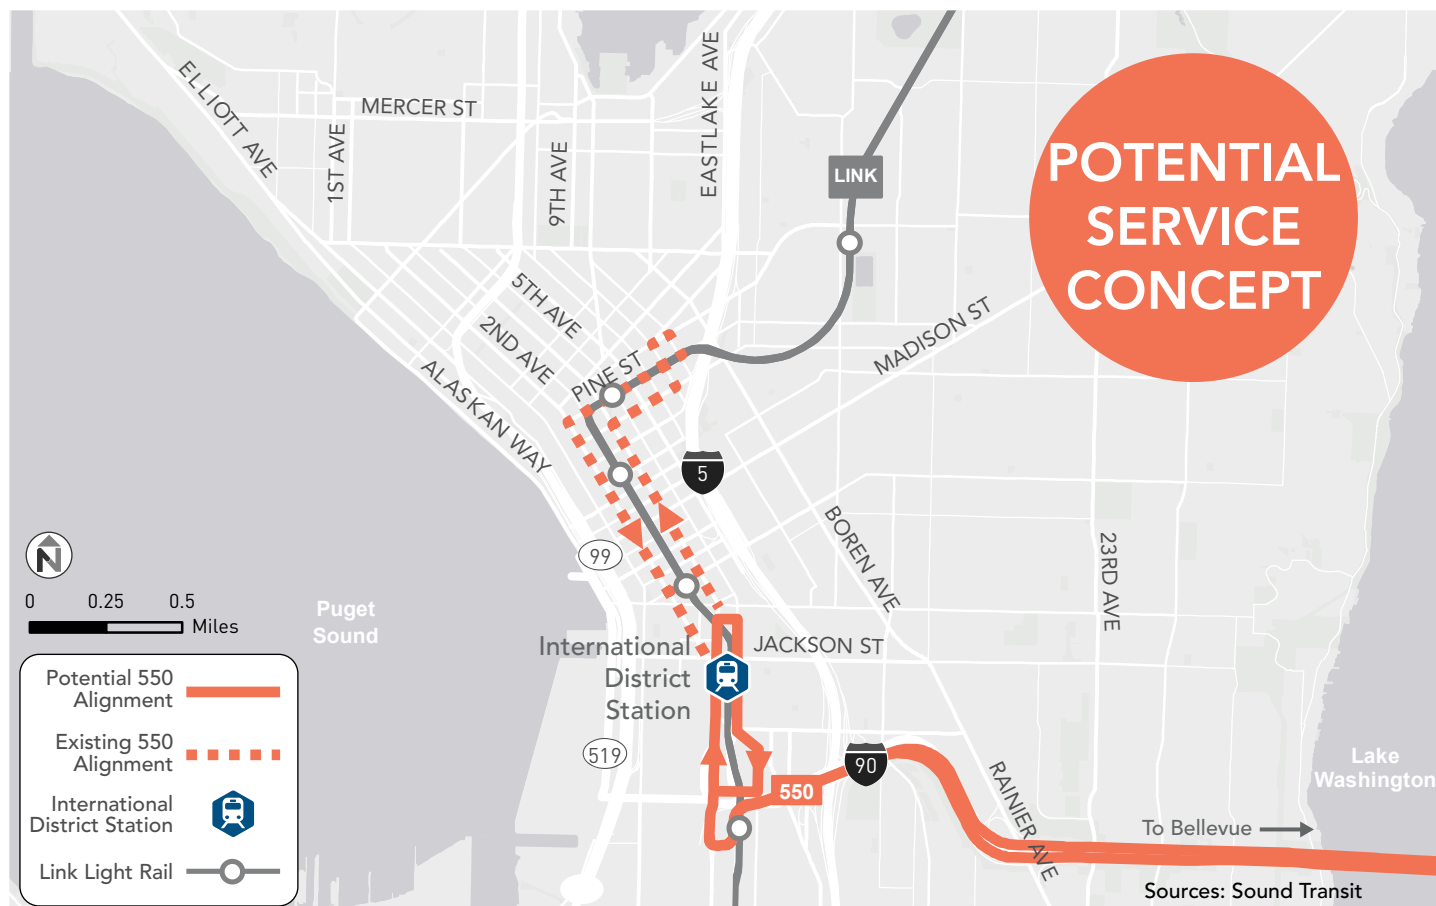 ELLIOTT AVE
MERCER ST
1ST AVE
9TH AVE
EASTLAKE AVE
LINK
POTENTIAL
SERVICE
CONCEPT
5TH AVE
2ND AVE
PINE ST
MADISON ST
ALASKAN WAY
5
BOREN AVE
23RD AVE
99
N
0 0.25 0.5
Miles
Puget
Sound
International
District
Station
JACKSON ST
519
90
550
RAINIER AVE
Lake
Washington
To Bellevue
Potential 550
Alignment
Existing 550
Alignment
International
District Station
Link Light Rail
Sources: Sound Transit